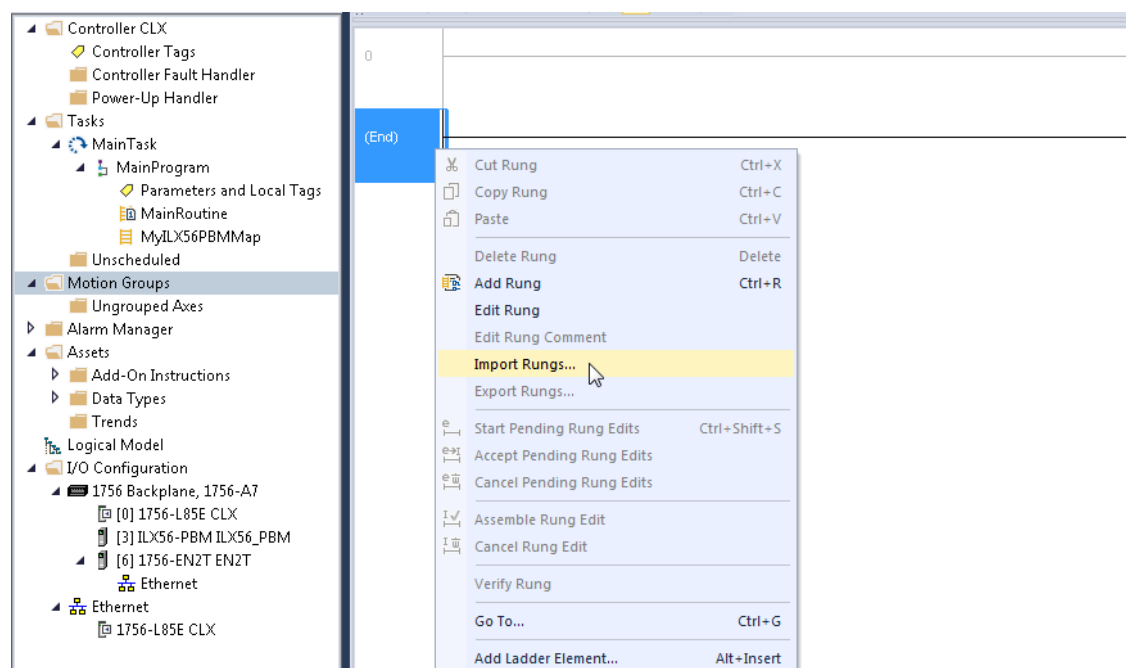 Controller CLX
Controller Tags
Controller Fault Handler
Power-Up Handler
Tasks
MainTask
MainProgram
Parameters and Local Tags
MainRoutine
MyILX56PBMMap
Unscheduled
Motion Groups
Ungrouped Axes
Alarm Manager
Assets
Add-On Instructions
Data Types
Trends
Logical Model
I/O Configuration
1756 Backplane, 1756-A7
[0] 1756-L85E CLX
[3] ILX56-PBM ILX56_PBM
[6] 1756-EN2T EN2T
Ethernet
Ethernet
1756-L85E CLX
0
(End)
Cut Rung Ctrl+X
Copy Rung Ctrl+C
Paste Ctrl+V
Delete Rung Delete
Add Rung Ctrl+R
Edit Rung
Edit Rung Comment
Import Rungs...
Export Rungs...
Start Pending Rung Edits Ctrl+Shift+S
Accept Pending Rung Edits
Cancel Pending Rung Edits
Assemble Rung Edit
Cancel Rung Edit
Verify Rung
Go To... Ctrl+G
Add Ladder Element... Alt+Insert